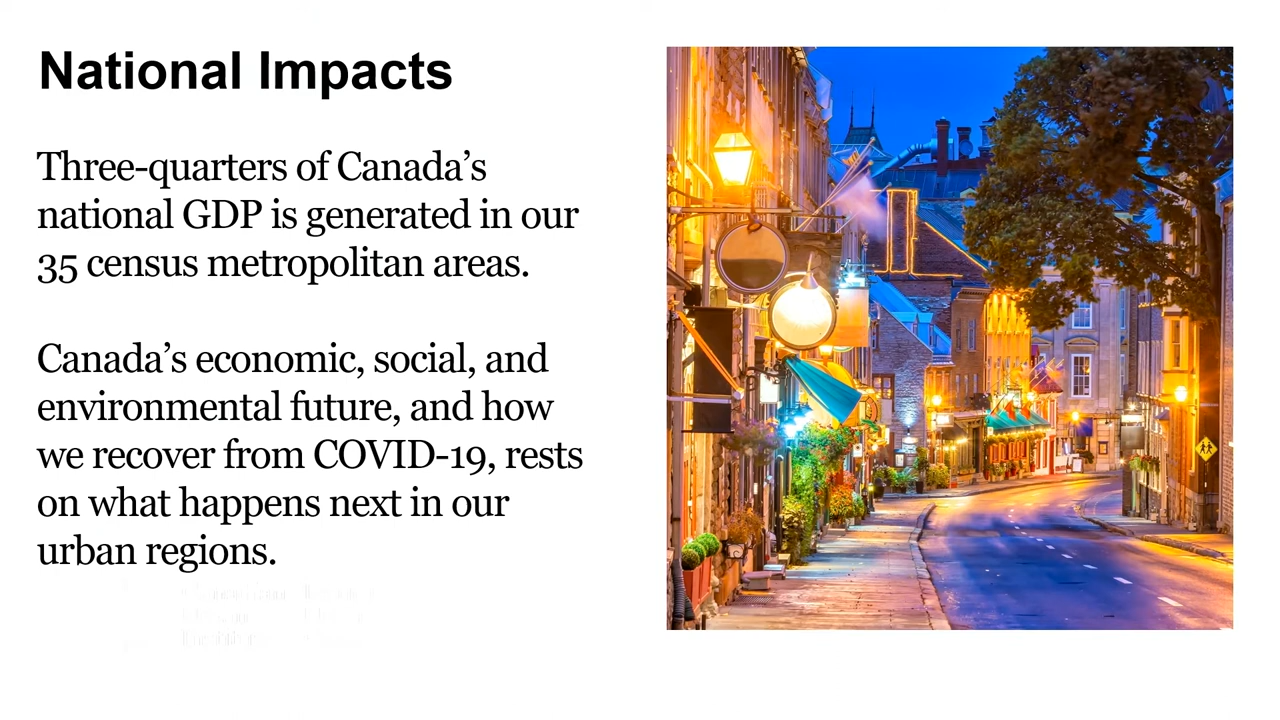 National Impacts
Three-quarters of Canada’s
national GDP is generated in our
35 census metropolitan areas.
Canada’s economic, social, and
environmental future, and how
we recover from COVID-19, rests
on what happens next in our
urban regions.